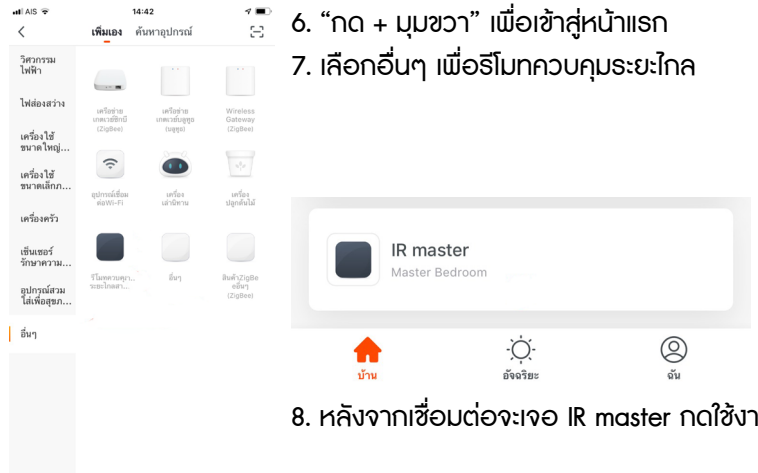 AIS
14:42
เพิ่มเอง ค้นหาอุปกรณ์
วิศวกรรม
ไฟฟ้า
ไฟส่องสว่าง
เครื่องใช้
ขนาดใหญ่...
เครื่องใช้
ขนาดเล็กภ...
เครื่องครัว
เซ็นเซอร์
รักษาความ...
อุปกรณ์สวม
ใส่เพื่อสุขภ...
อื่นๆ
เครือข่าย
เกตเวย์ซิกบี
(ZigBee)
เครือข่าย
เกตเวย์บลูทูธ
(บลูทูธ)
Wireless
Gateway
(ZigBee)
อุปกรณ์เชื่อม
ต่อWi-Fi
เครื่อง
เล่านิทาน
เครื่อง
ปลูกต้นไม้
รีโมทควบคุม...
ระยะไกลสา...
อื่นๆ
สินค้าZigBe
eอื่นๆ
(ZigBee)
6. “กด + มุมขวา” เพื่อเข้าสู่หน้าแรก
7. เลือกอื่นๆ เพื่อรีโมทควบคุมระยะไกล
IR master
Master Bedroom
บ้าน
อัจฉริยะ
ฉัน
8. หลังจากเชื่อมต่อจะเจอ IR master กดใช้งา